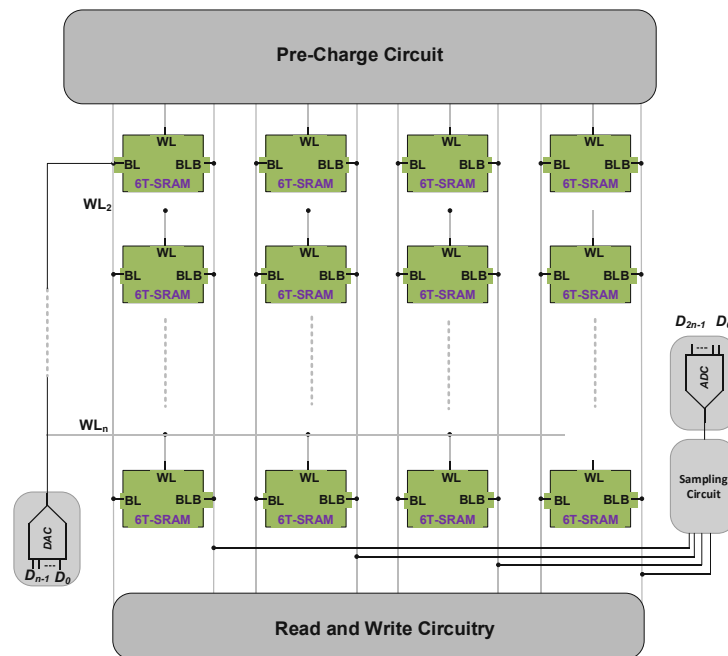 Pre-Charge Circuit
WL WL WL WL
BL BLB BL BLB BL BLB BL BLB
6T-SRAM 6T-SRAM 6T-SRAM 6T-SRAM
WL2
WL WL WL WL
BL BLB BL BLB BL BLB BL BLB
6T-SRAM 6T-SRAM 6T-SRAM 6T-SRAM
D2n-1
ADC
WLn
WL WL WL WL
BL BLB BL BLB BL BLB BL BLB
6T-SRAM 6T-SRAM 6T-SRAM 6T-SRAM
Sampling
Circuit
DAC
Dn-1 D0
Read and Write Circuitry